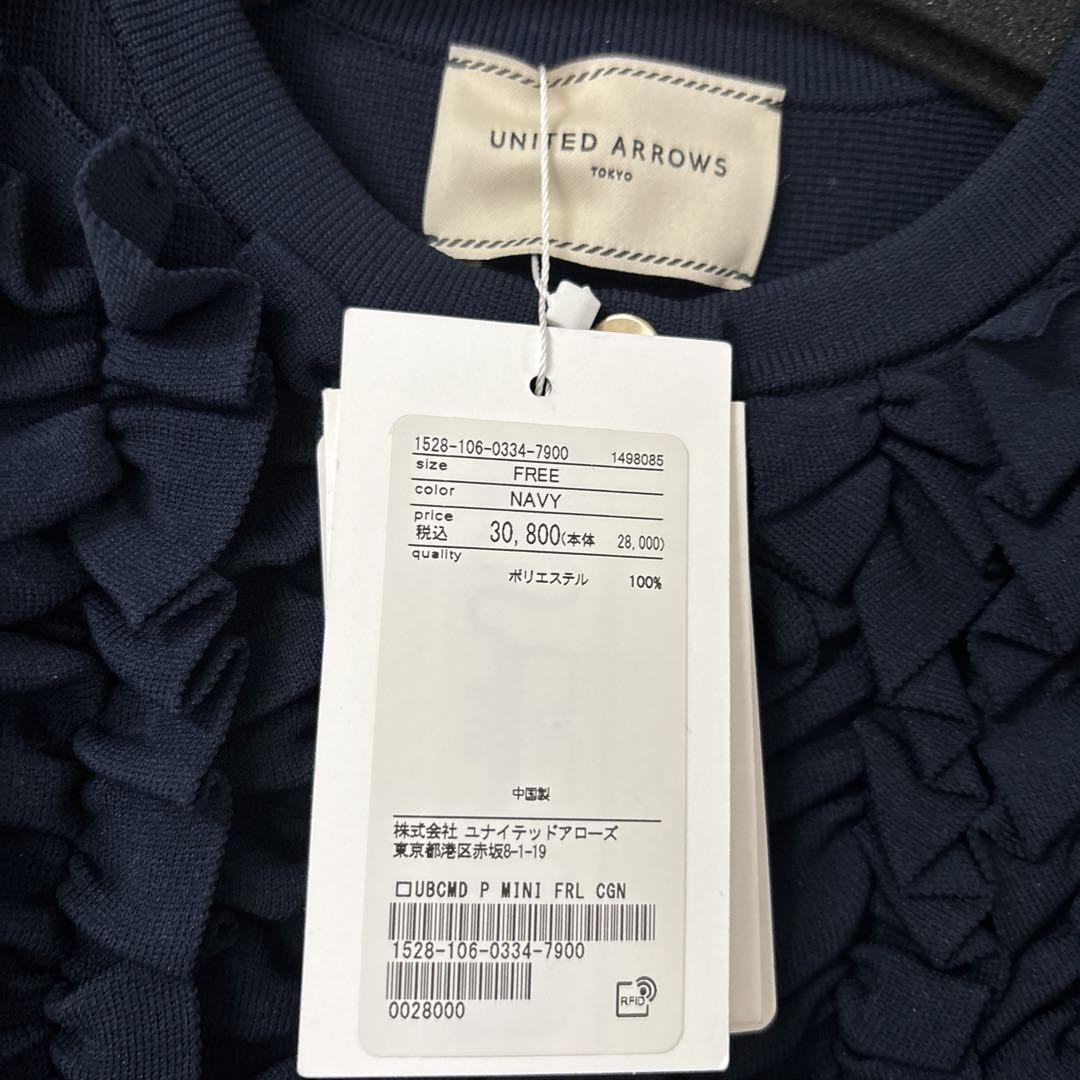 UNITED ARROWS
TOKYO
1528-106-0334-7900 1498085
size FREE
color NAVY
price
税込 30,800(本体 28,000)
quality
ポリエステル 100%
中国製
株式会社 ユナイテッドアローズ
東京都港区赤坂8-1-19
□UBCMD P MINI FRL CGN
1528-106-0334-7900
0028000
RFID